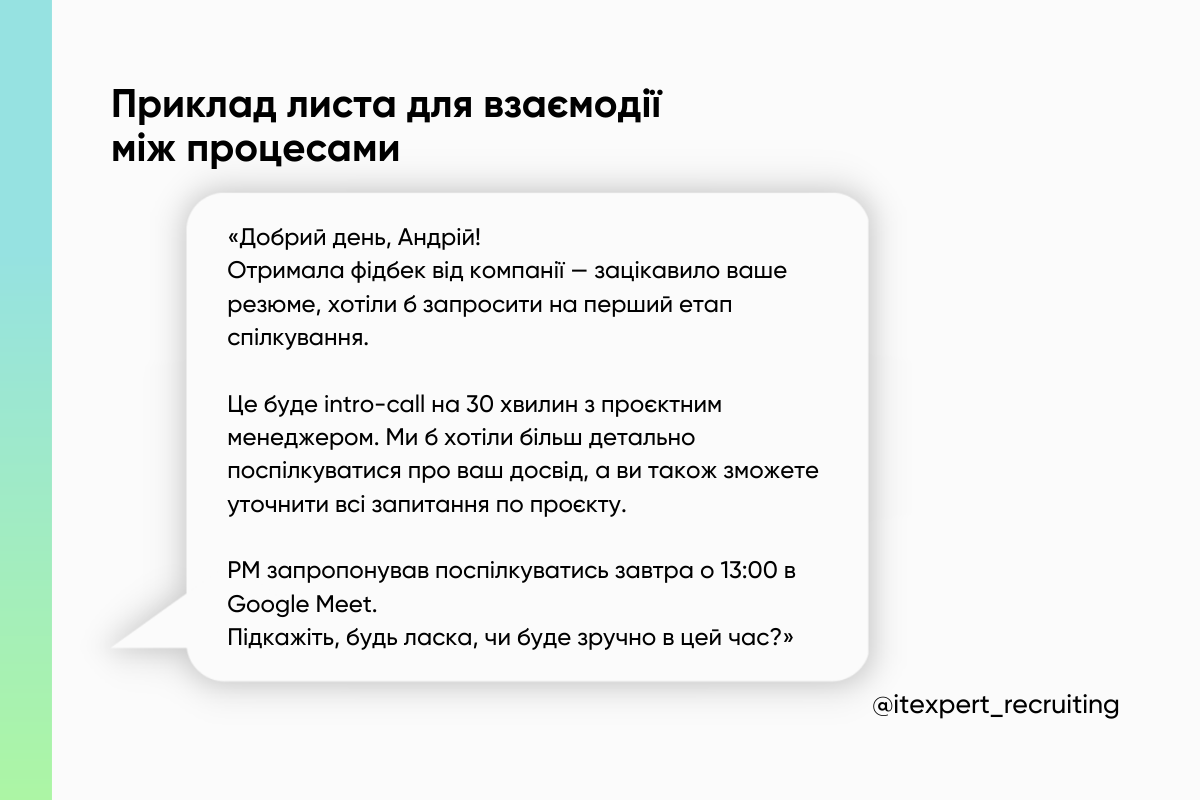 Приклад листа для взаємодії
між процесами
«Добрий день, Андрій!
Отримала фідбек від компанії — зацікавило ваше
резюме, хотіли б запросити на перший етап
спілкування.
Це буде intro-call на 30 хвилин з проєктним
менеджером. Ми б хотіли більш детально
поспілкуватися про ваш досвід, а ви також зможете
уточнити всі запитання по проєкту.
PM запропонував поспілкуватись завтра о 13:00 в
Google Meet.
Підкажіть, будь ласка, чи буде зручно в цей час?»
@itexpert_recruiting